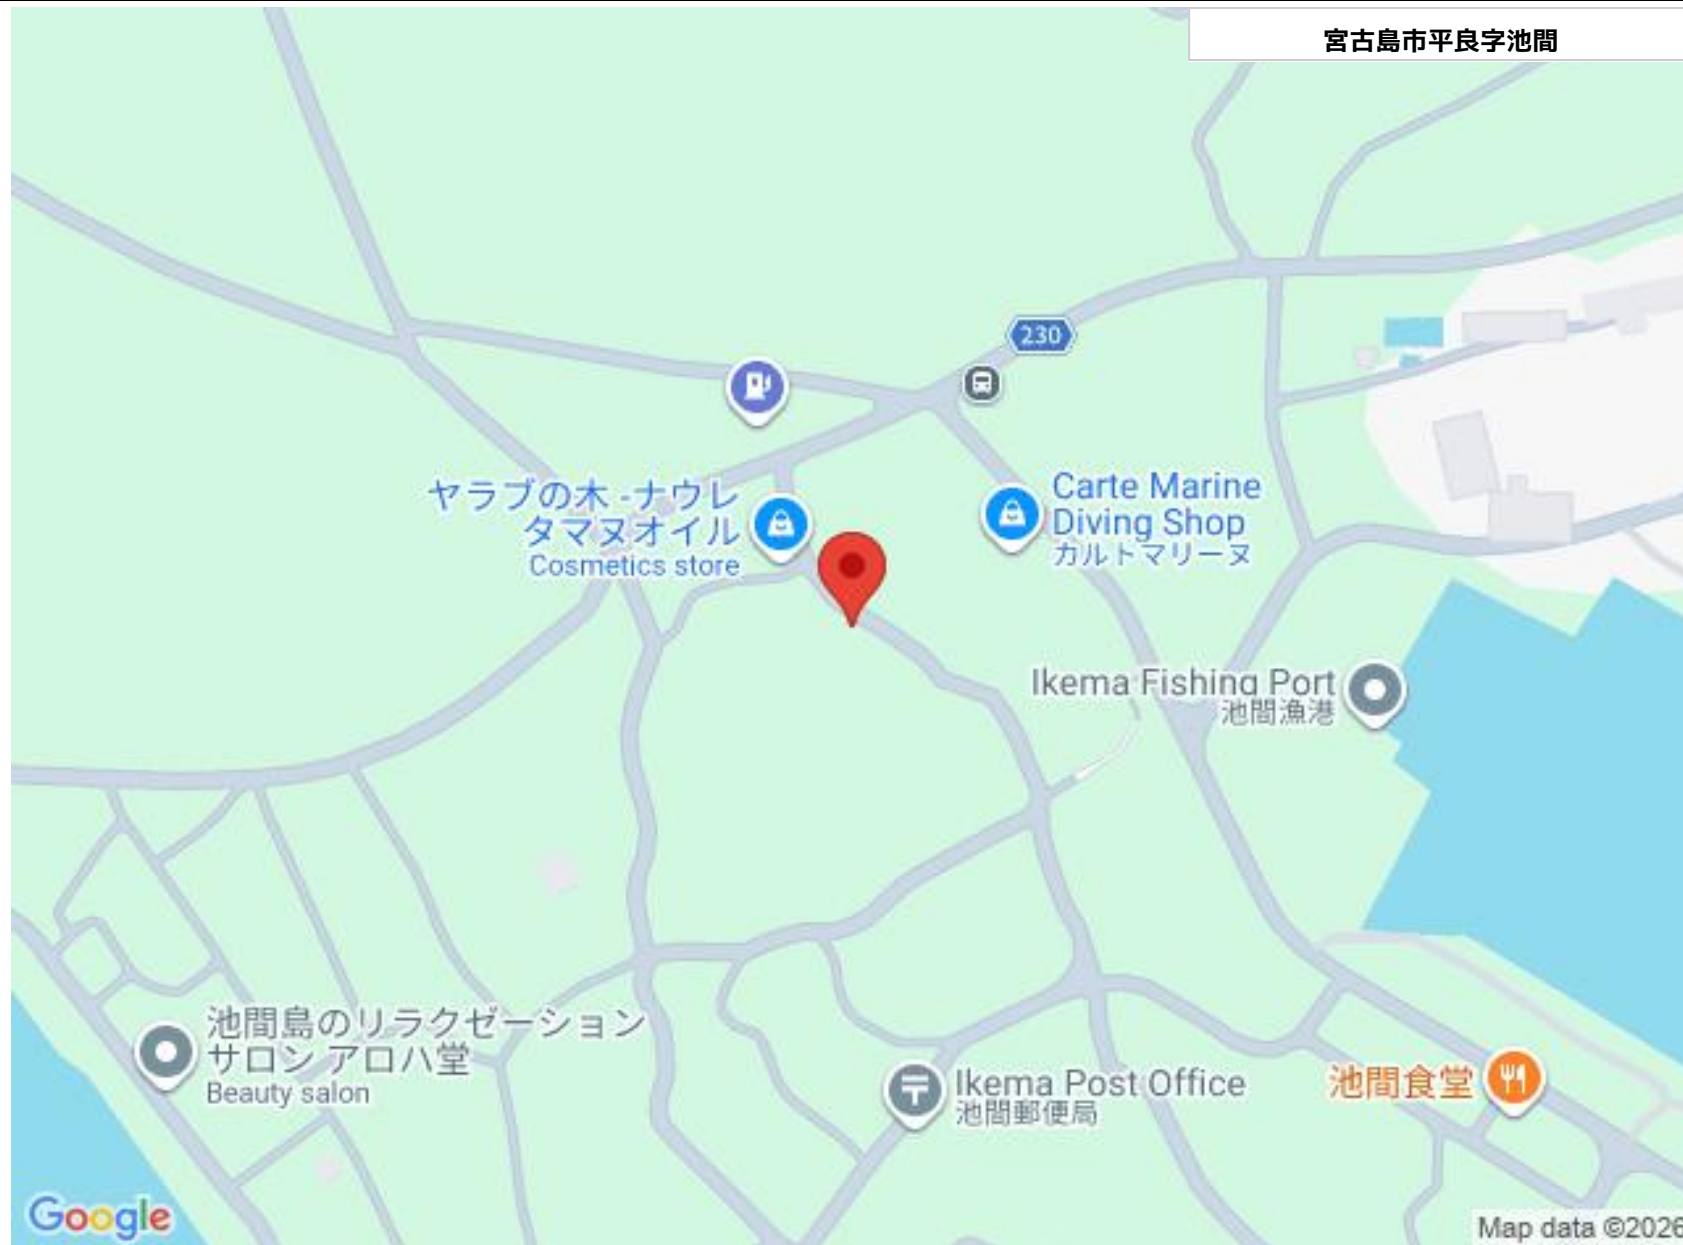 宮古島市平良字池間
230
ヤラブの木 -ナウレ
タマヌオイル
Cosmetics store
Carte Marine
Diving Shop
カルトマリーヌ
Ikema Fishing Port
池間漁港
池間島のリラクゼーション
サロン アロハ堂
Beauty salon
Ikema Post Office
池間郵便局
池間食堂
Google
Map data ©2026